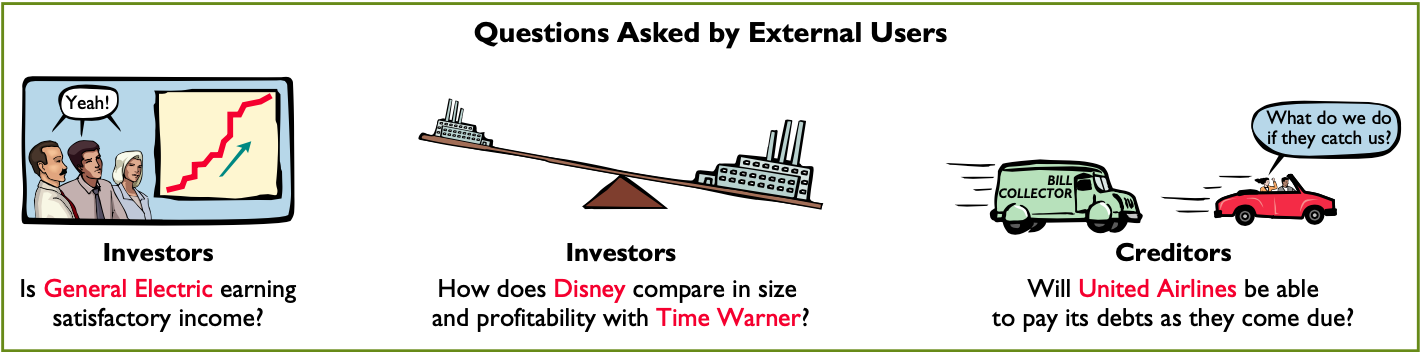 Questions Asked by External Users
Yeah!
Investors
Is General Electric earning
satisfactory income?
Investors
How does Disney compare in size
and profitability with Time Warner?
What do we do
if they catch us?
BILL
COLLECTOR
Creditors
Will United Airlines be able
to pay its debts as they come due?